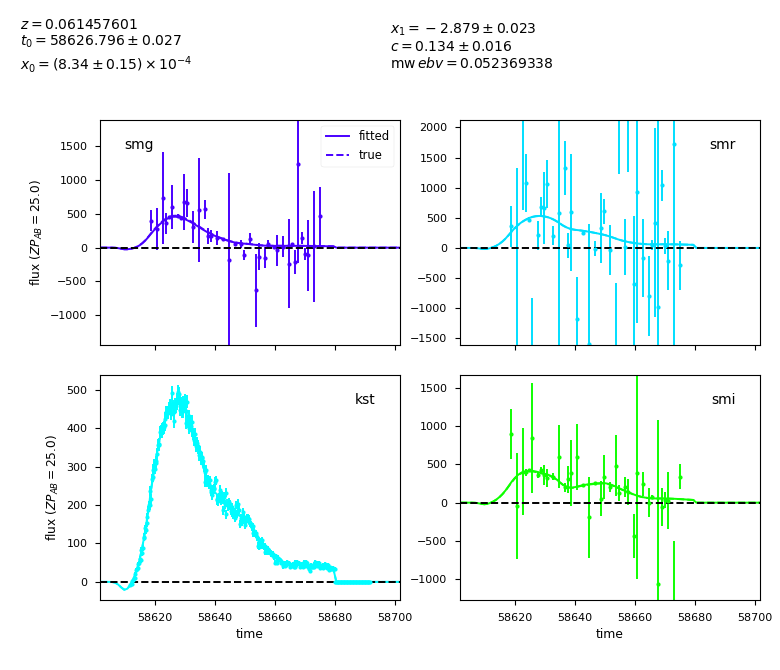 z = 0.061457601
t₀ = 58626.796 ± 0.027
x₀ = (8.34 ± 0.15) × 10⁻⁴
x₁ = −2.879 ± 0.023
c = 0.134 ± 0.016
mw ebv = 0.052369338
smg
fitted
true
1500
1000
500
0
−500
−1000
flux (ZP_AB = 25.0)
smr
2000
1500
1000
500
0
−500
−1000
−1500
kst
500
400
300
200
100
0
flux (ZP_AB = 25.0)
58620 58640 58660 58680 58700
time
smi
1500
1000
500
0
−500
−1000
58620 58640 58660 58680 58700
time